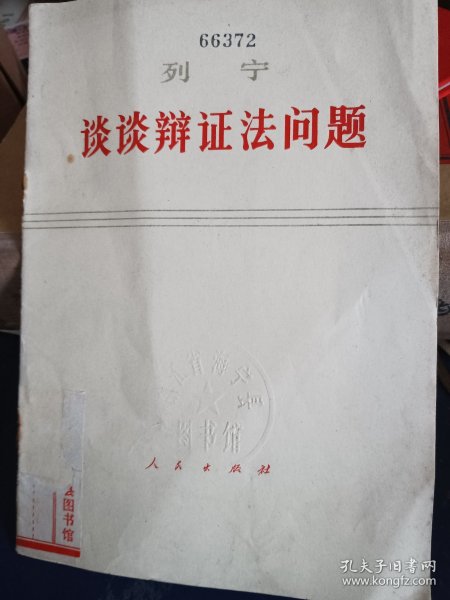 66372
列宁
谈谈辩证法问题
图书馆
人民出版社
图书馆
孔夫子旧书网
www.kongfz.com